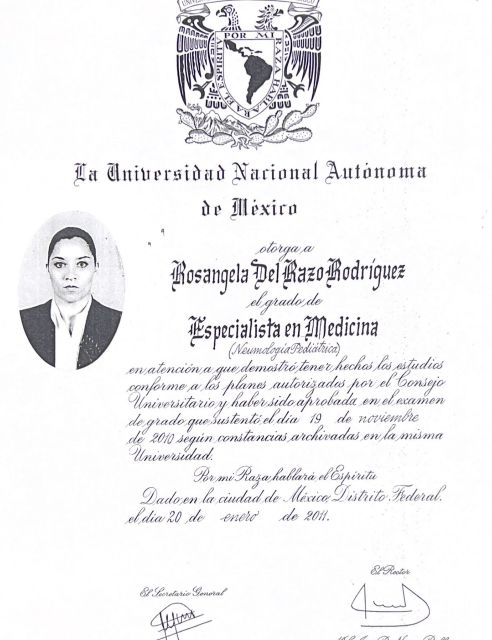 POR MI RAZA HABLARA EL ESPIRITU
La Universidad Nacional Autónoma
de México
otorga a
Rosangela Del Razo Rodríguez
el grado de
Especialista en Medicina
(Neumología Pediátrica)
en atención a que demostró tener hechos los estudios
conforme a los planes autorizados por el Consejo
Universitario y haber sido aprobada en el examen
de grado que sustentó el día 19 de noviembre
de 2010 según constancias archivadas en la misma
Universidad.
Por mi Raza hablará el Espíritu
Dado en la ciudad de México Distrito Federal.
el día 20 de enero de 2011.
El Rector
El Secretario General